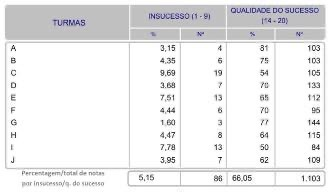 TURMAS INSUCESSO (1 - 9) QUALIDADE DO SUCESSO (14 - 20)
% Nº % Nº
A 3,15 4 81 103
B 4,35 6 75 103
C 9,69 19 54 105
D 3,68 7 70 133
E 7,51 13 65 112
F 4,44 6 70 95
G 1,60 3 77 144
H 4,47 8 64 115
I 7,78 13 50 84
J 3,95 7 62 109
Percentagem/total de notas
por insucesso/q. do sucesso 5,15 86 66,05 1.103